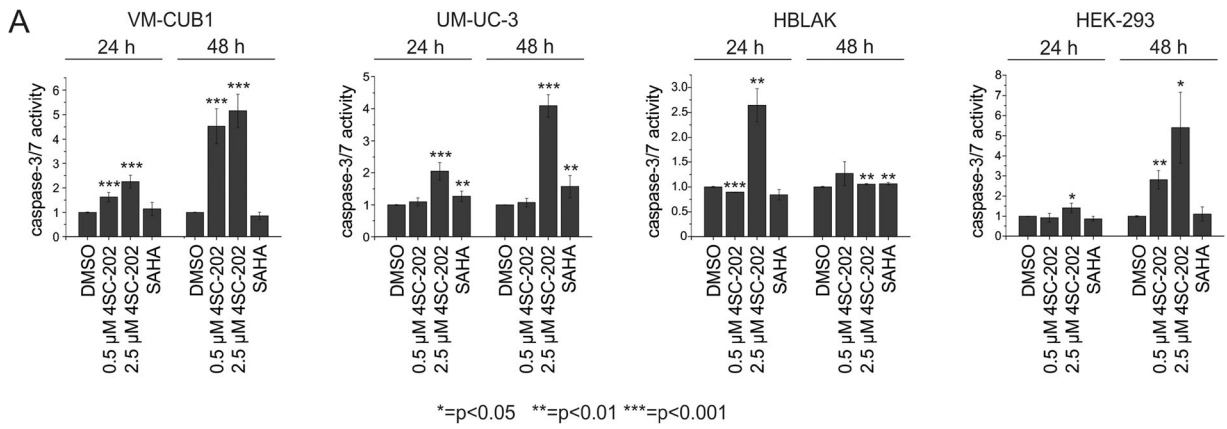 A
VM-CUB1
24 h
48 h
caspase-3/7 activity
6
5
4
3
2
1
0
***
***
***
***
DMSO
0.5 µM 4SC-202
2.5 µM 4SC-202
SAHA
DMSO
0.5 µM 4SC-202
2.5 µM 4SC-202
SAHA
UM-UC-3
24 h
48 h
caspase-3/7 activity
5
4
3
2
1
0
***
**
***
**
DMSO
0.5 µM 4SC-202
2.5 µM 4SC-202
SAHA
DMSO
0.5 µM 4SC-202
2.5 µM 4SC-202
SAHA
HBLAK
24 h
48 h
caspase-3/7 activity
3.0
2.5
2.0
1.5
1.0
0.5
0.0
***
**
**
**
DMSO
0.5 µM 4SC-202
2.5 µM 4SC-202
SAHA
DMSO
0.5 µM 4SC-202
2.5 µM 4SC-202
SAHA
HEK-293
24 h
48 h
caspase-3/7 activity
8
7
6
5
4
3
2
1
0
*
**
*
DMSO
0.5 µM 4SC-202
2.5 µM 4SC-202
SAHA
DMSO
0.5 µM 4SC-202
2.5 µM 4SC-202
SAHA
*=p<0.05 **=p<0.01 ***=p<0.001